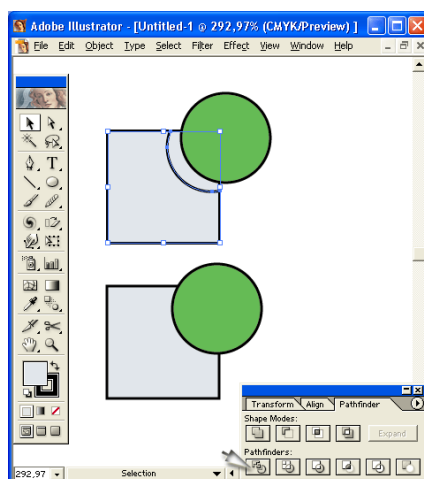 Adobe Illustrator - [Untitled-1 @ 292,97% (CMYK/Preview) ]
File Edit Object Type Select Filter Effect View Window Help
T
Transform Align Pathfinder
Shape Modes:
Expand
Pathfinders:
292,97 Selection